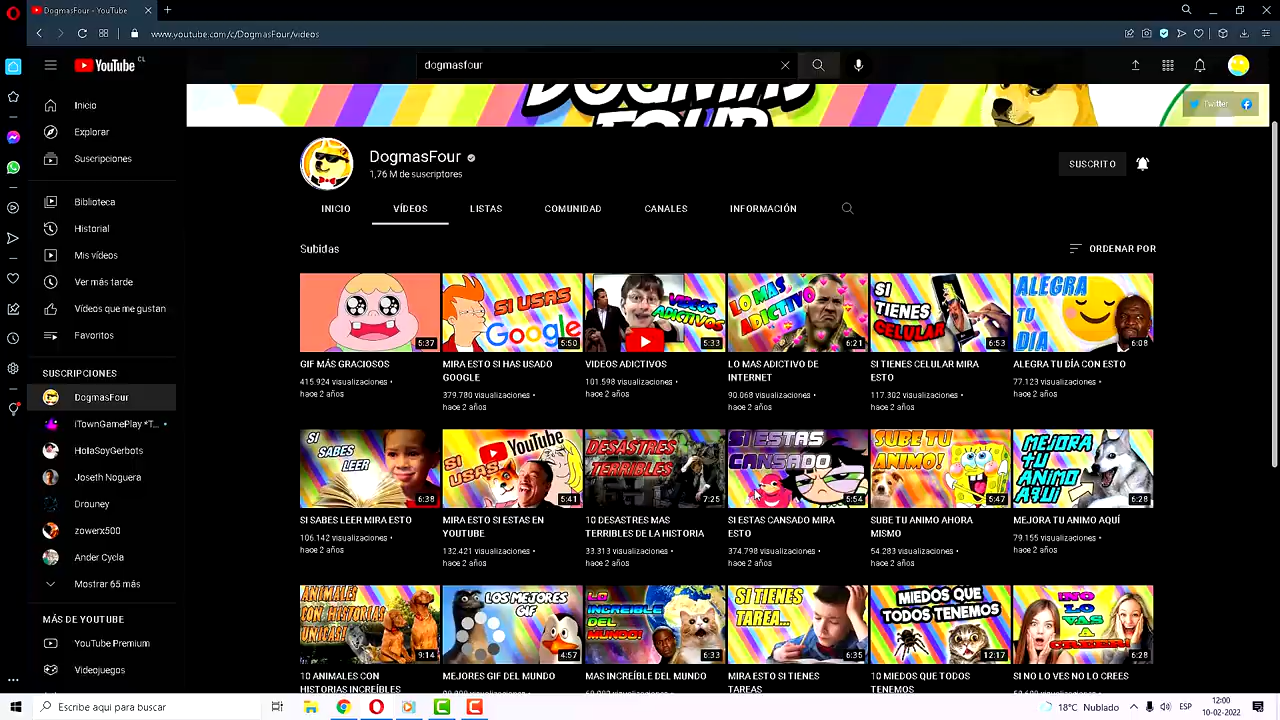 DogmasFour - YouTube
www.youtube.com/c/DogmasFour/videos
YouTube CL
dogmasfour
DOGMAS
FOUR
Twitter
Inicio
Explorar
Suscripciones
Biblioteca
Historial
Mis vídeos
Ver más tarde
Vídeos que me gustan
Favoritos
SUSCRIPCIONES
DogmasFour
iTownGamePlay *T...
HolaSoyGerbots
Joseth Noguera
Drouney
zowerx500
Ander Cycla
Mostrar 65 más
MÁS DE YOUTUBE
YouTube Premium
Videojuegos
DogmasFour
1,76 M de suscriptores
SUSCRITO
INICIO VÍDEOS LISTAS COMUNIDAD CANALES INFORMACIÓN
Subidas
ORDENAR POR
5:37
GIF MÁS GRACIOSOS
415.924 visualizaciones •
hace 2 años
SI USAS
Google
5:50
MIRA ESTO SI HAS USADO
GOOGLE
379.780 visualizaciones •
hace 2 años
VIDEOS
ADICTIVOS
5:33
VIDEOS ADICTIVOS
101.598 visualizaciones •
hace 2 años
LO MAS
ADICTIVO
6:21
LO MAS ADICTIVO DE
INTERNET
90.068 visualizaciones •
hace 2 años
SI
TIENES
CELULAR
6:53
SI TIENES CELULAR MIRA
ESTO
117.302 visualizaciones •
hace 2 años
ALEGRA
TU
DÍA
6:08
ALEGRA TU DÍA CON ESTO
77.123 visualizaciones •
hace 2 años
SI
SABES
LEER
6:38
SI SABES LEER MIRA ESTO
106.142 visualizaciones •
hace 2 años
YouTube
SI
USAS
5:41
MIRA ESTO SI ESTAS EN
YOUTUBE
132.421 visualizaciones •
hace 2 años
DESASTRES
TERRIBLES
7:25
10 DESASTRES MAS
TERRIBLES DE LA HISTORIA
33.313 visualizaciones •
hace 2 años
SI ESTAS
CANSADO
5:54
SI ESTAS CANSADO MIRA
ESTO
374.798 visualizaciones •
hace 2 años
SUBE TU
ANIMO!
5:47
SUBE TU ANIMO AHORA
MISMO
54.283 visualizaciones •
hace 2 años
MEJORA
TU
ANIMO
AQUÍ
6:28
MEJORA TU ANIMO AQUÍ
79.155 visualizaciones •
hace 2 años
ANIMALES
CON HISTORIAS
UNICAS!
9:14
10 ANIMALES CON
HISTORIAS INCREÍBLES
LOS MEJORES
GIF
4:57
MEJORES GIF DEL MUNDO
LO
INCREIBLE
DEL
MUNDO!
6:33
MAS INCREÍBLE DEL MUNDO
SI TIENES
TAREA...
6:35
MIRA ESTO SI TIENES
TAREAS
MIEDOS QUE
TODOS TENEMOS
12:17
10 MIEDOS QUE TODOS
TENEMOS
¡NO
LO
VAS
A
CREER!
6:28
SI NO LO VES NO LO CREES
Escribe aquí para buscar
18°C Nublado
ESP
12:00
10-02-2022